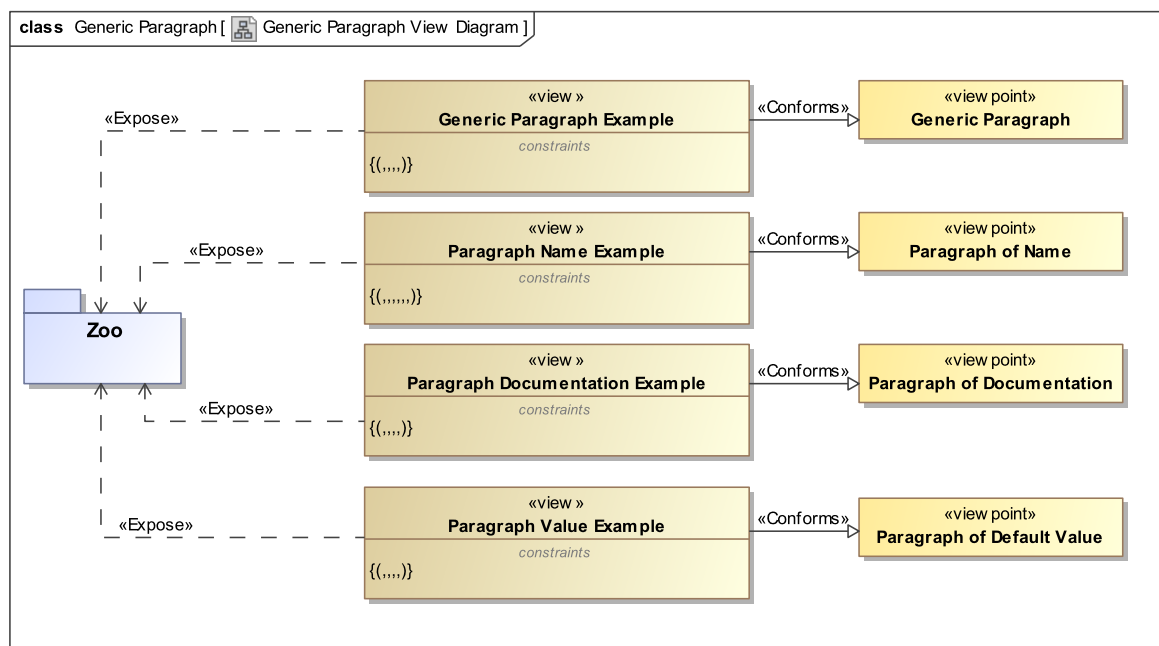 class Generic Paragraph [ Generic Paragraph View Diagram ]
«view »
Generic Paragraph Example
constraints
{(,,,,)}
«Expose»
«Conforms»
«view point»
Generic Paragraph
«view »
Paragraph Name Example
constraints
{(,,,,,,)}
«Expose»
«Conforms»
«view point»
Paragraph of Name
Zoo
«view »
Paragraph Documentation Example
constraints
{(,,,,)}
«Expose»
«Conforms»
«view point»
Paragraph of Documentation
«view »
Paragraph Value Example
constraints
{(,,,,)}
«Expose»
«Conforms»
«view point»
Paragraph of Default Value